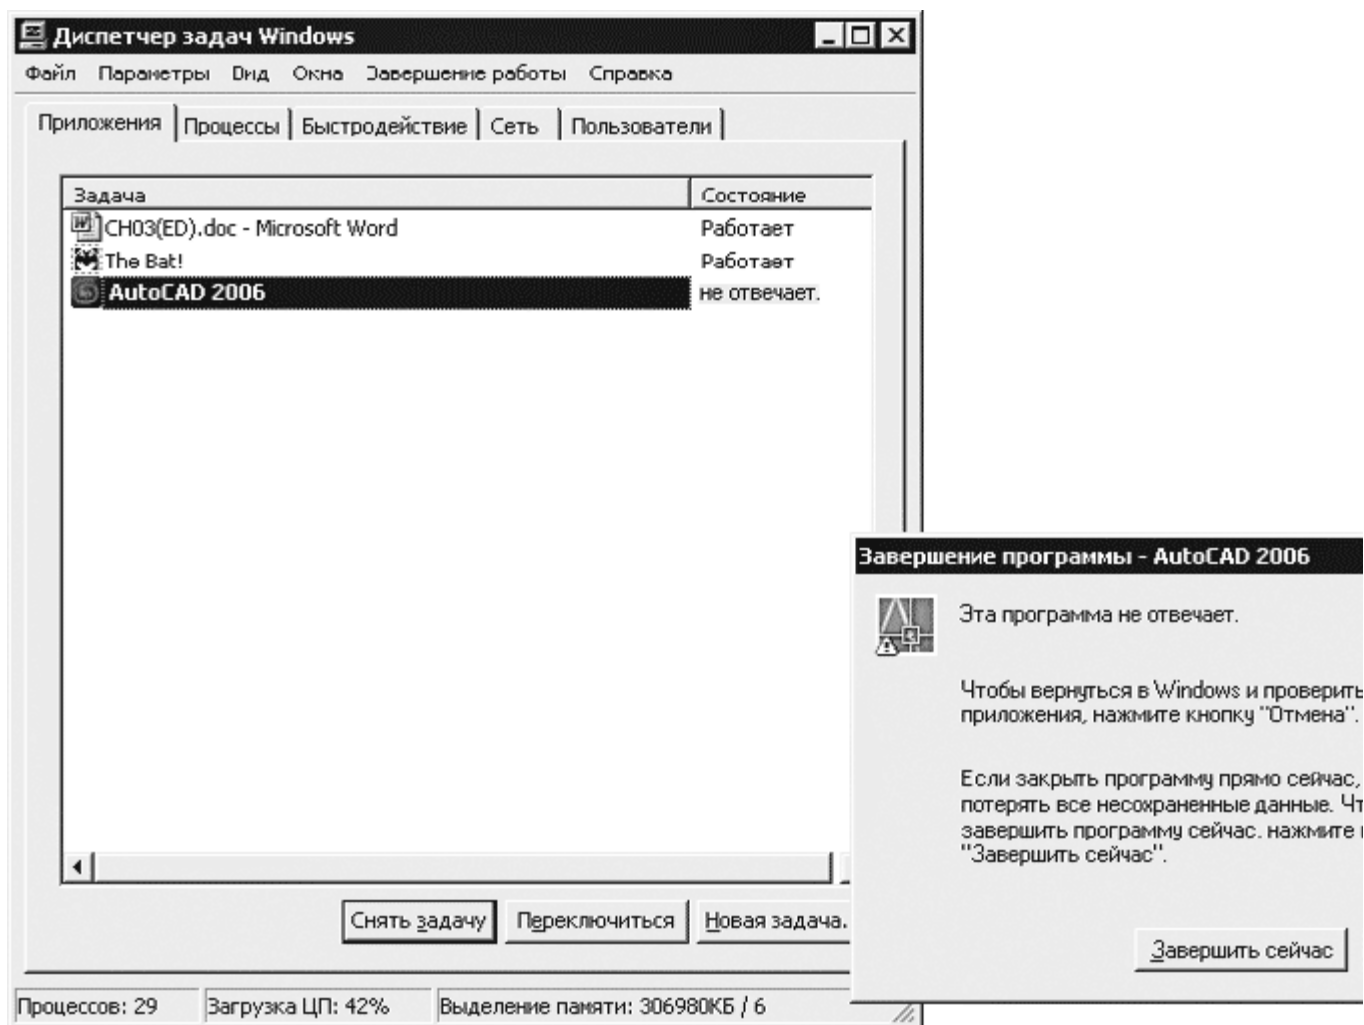 Диспетчер задач Windows
Файл Параметры Вид Окна Завершение работы Справка
Приложения Процессы Быстродействие Сеть Пользователи
Задача Состояние
CH03(ED).doc - Microsoft Word Работает
The Bat! Работает
AutoCAD 2006 не отвечает.
Завершение программы - AutoCAD 2006
Эта программа не отвечает.
Чтобы вернуться в Windows и проверить
приложения, нажмите кнопку "Отмена".
Если закрыть программу прямо сейчас,
потерять все несохраненные данные.
завершить программу сейчас. нажмите
"Завершить сейчас".
Снять задачу Переключиться Новая задача.
Завершить сейчас
Процессов: 29 Загрузка ЦП: 42% Выделение памяти: 306980КБ / 6